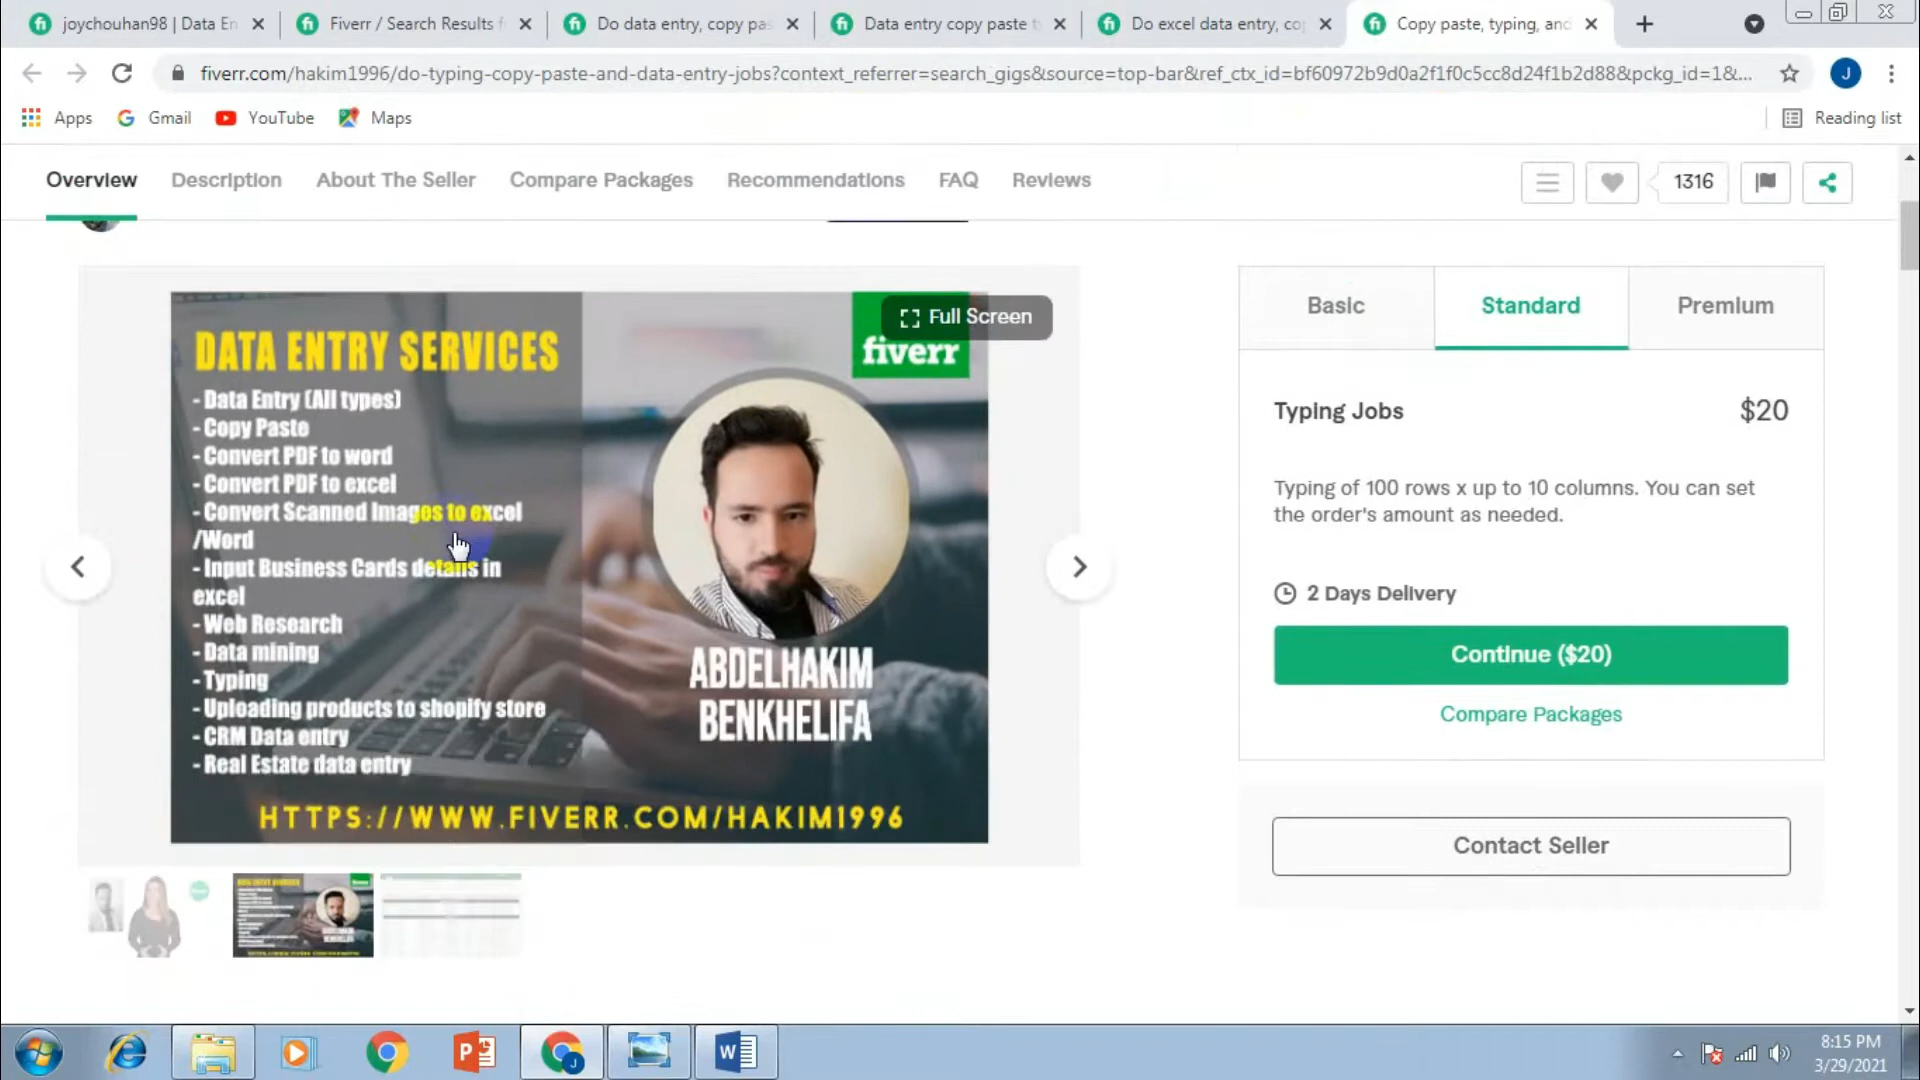 joychouhan98 | Data En
Fiverr / Search Results f
Do data entry, copy pas
Data entry copy paste t
Do excel data entry, co
Copy paste, typing, and
fiverr.com/hakim1996/do-typing-copy-paste-and-data-entry-jobs?context_referrer=search_gigs&source=top-bar&ref_ctx_id=bf60972b9d0a2f1f0c5cc8d24f1b2d88&pckg_id=1&...
J
Apps
Gmail
YouTube
Maps
Reading list
Overview
Description
About The Seller
Compare Packages
Recommendations
FAQ
Reviews
1316
Full Screen
fiverr
DATA ENTRY SERVICES
- Data Entry (All types)
- Copy Paste
- Convert PDF to word
- Convert PDF to excel
- Convert Scanned Images to excel
/Word
- Input Business Cards details in
excel
- Web Research
- Data mining
- Typing
- Uploading products to shopify store
- CRM Data entry
- Real Estate data entry
ABDELHAKIM
BENKHELIFA
HTTPS://WWW.FIVERR.COM/HAKIM1996
Basic
Standard
Premium
Typing Jobs
$20
Typing of 100 rows x up to 10 columns. You can set
the order's amount as needed.
2 Days Delivery
Continue ($20)
Compare Packages
Contact Seller
8:15 PM
3/29/2021